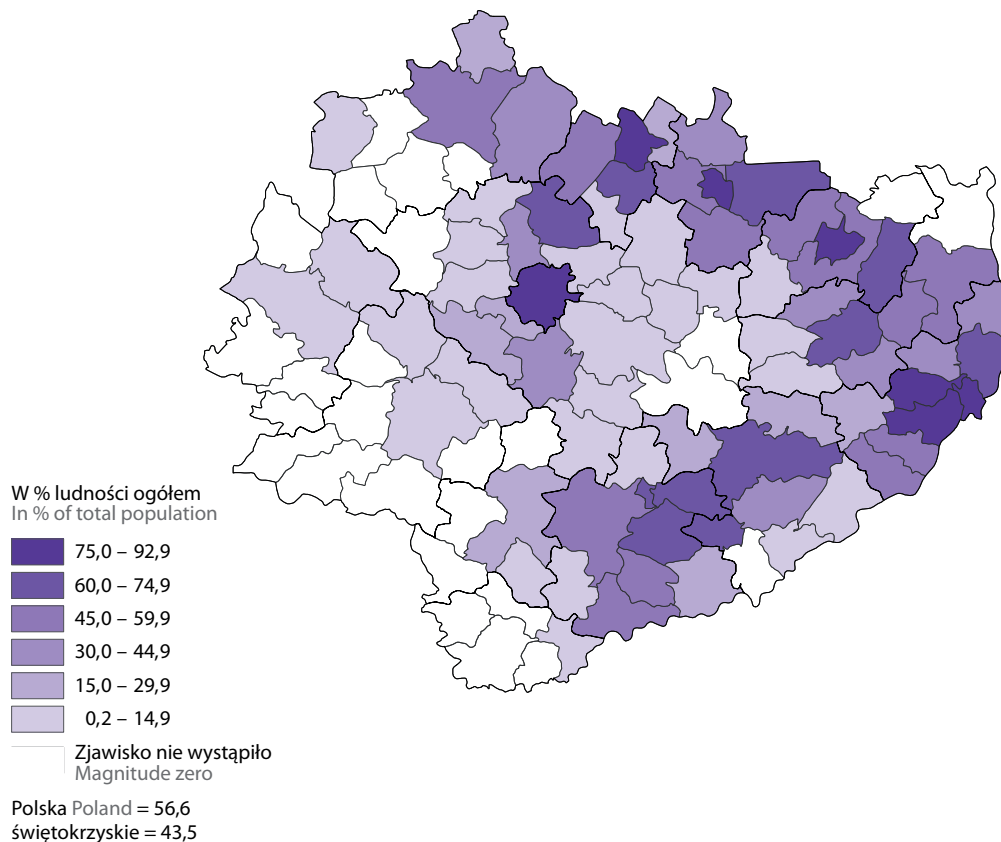 W % ludności ogółem
In % of total population
75,0 – 92,9
60,0 – 74,9
45,0 – 59,9
30,0 – 44,9
15,0 – 29,9
0,2 – 14,9
Zjawisko nie wystąpiło
Magnitude zero
Polska Poland = 56,6
świętokrzyskie = 43,5